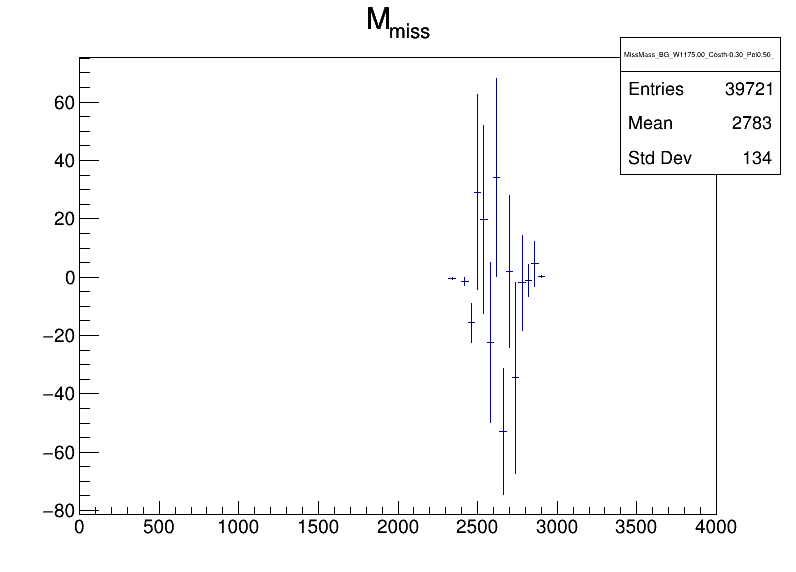 M_miss
MissMass_BG_W1175.00_Costh-0.30_Pol0.50_
Entries 39721
Mean 2783
Std Dev 134
60
40
20
0
−20
−40
−60
−80
0 500 1000 1500 2000 2500 3000 3500 4000